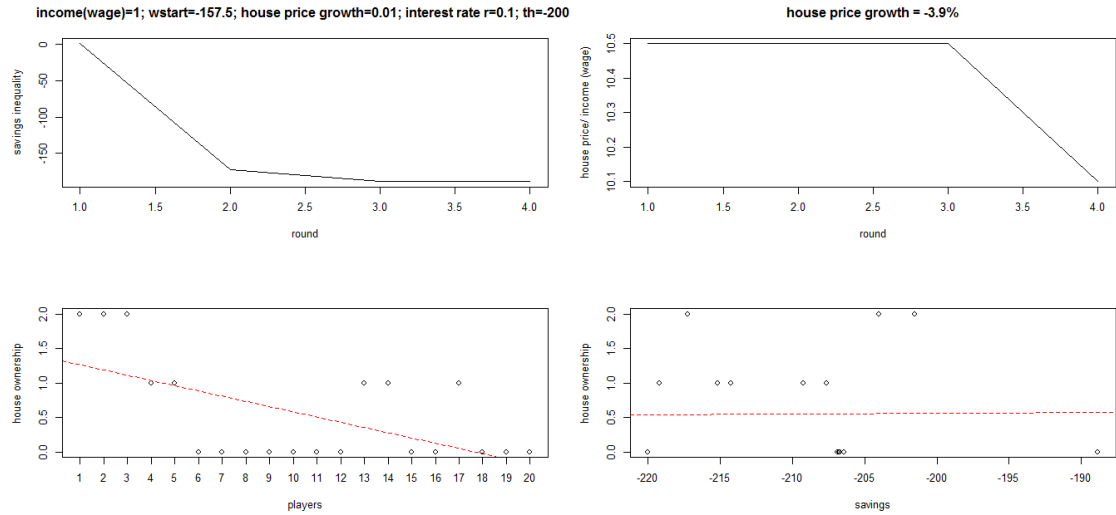 income(wage)=1; wstart=-157.5; house price growth=0.01; interest rate r=0.1; th=-200
savings inequality
0
-50
-100
-150
1.0 1.5 2.0 2.5 3.0 3.5 4.0
round
house price growth = -3.9%
house price/ income (wage)
10.5
10.4
10.3
10.2
10.1
1.0 1.5 2.0 2.5 3.0 3.5 4.0
round
house ownership
2.0
1.5
1.0
0.5
0.0
1 2 3 4 5 6 7 8 9 10 11 12 13 14 15 16 17 18 19 20
players
house ownership
2.0
1.5
1.0
0.5
0.0
-220 -215 -210 -205 -200 -195 -190
savings